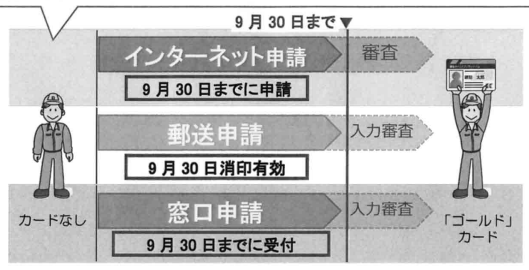 9月30日まで▼
インターネット申請
審査
9月30日までに申請
郵送申請
入力審査
9月30日消印有効
窓口申請
入力審査
9月30日までに受付
カードなし
「ゴールド」
カード